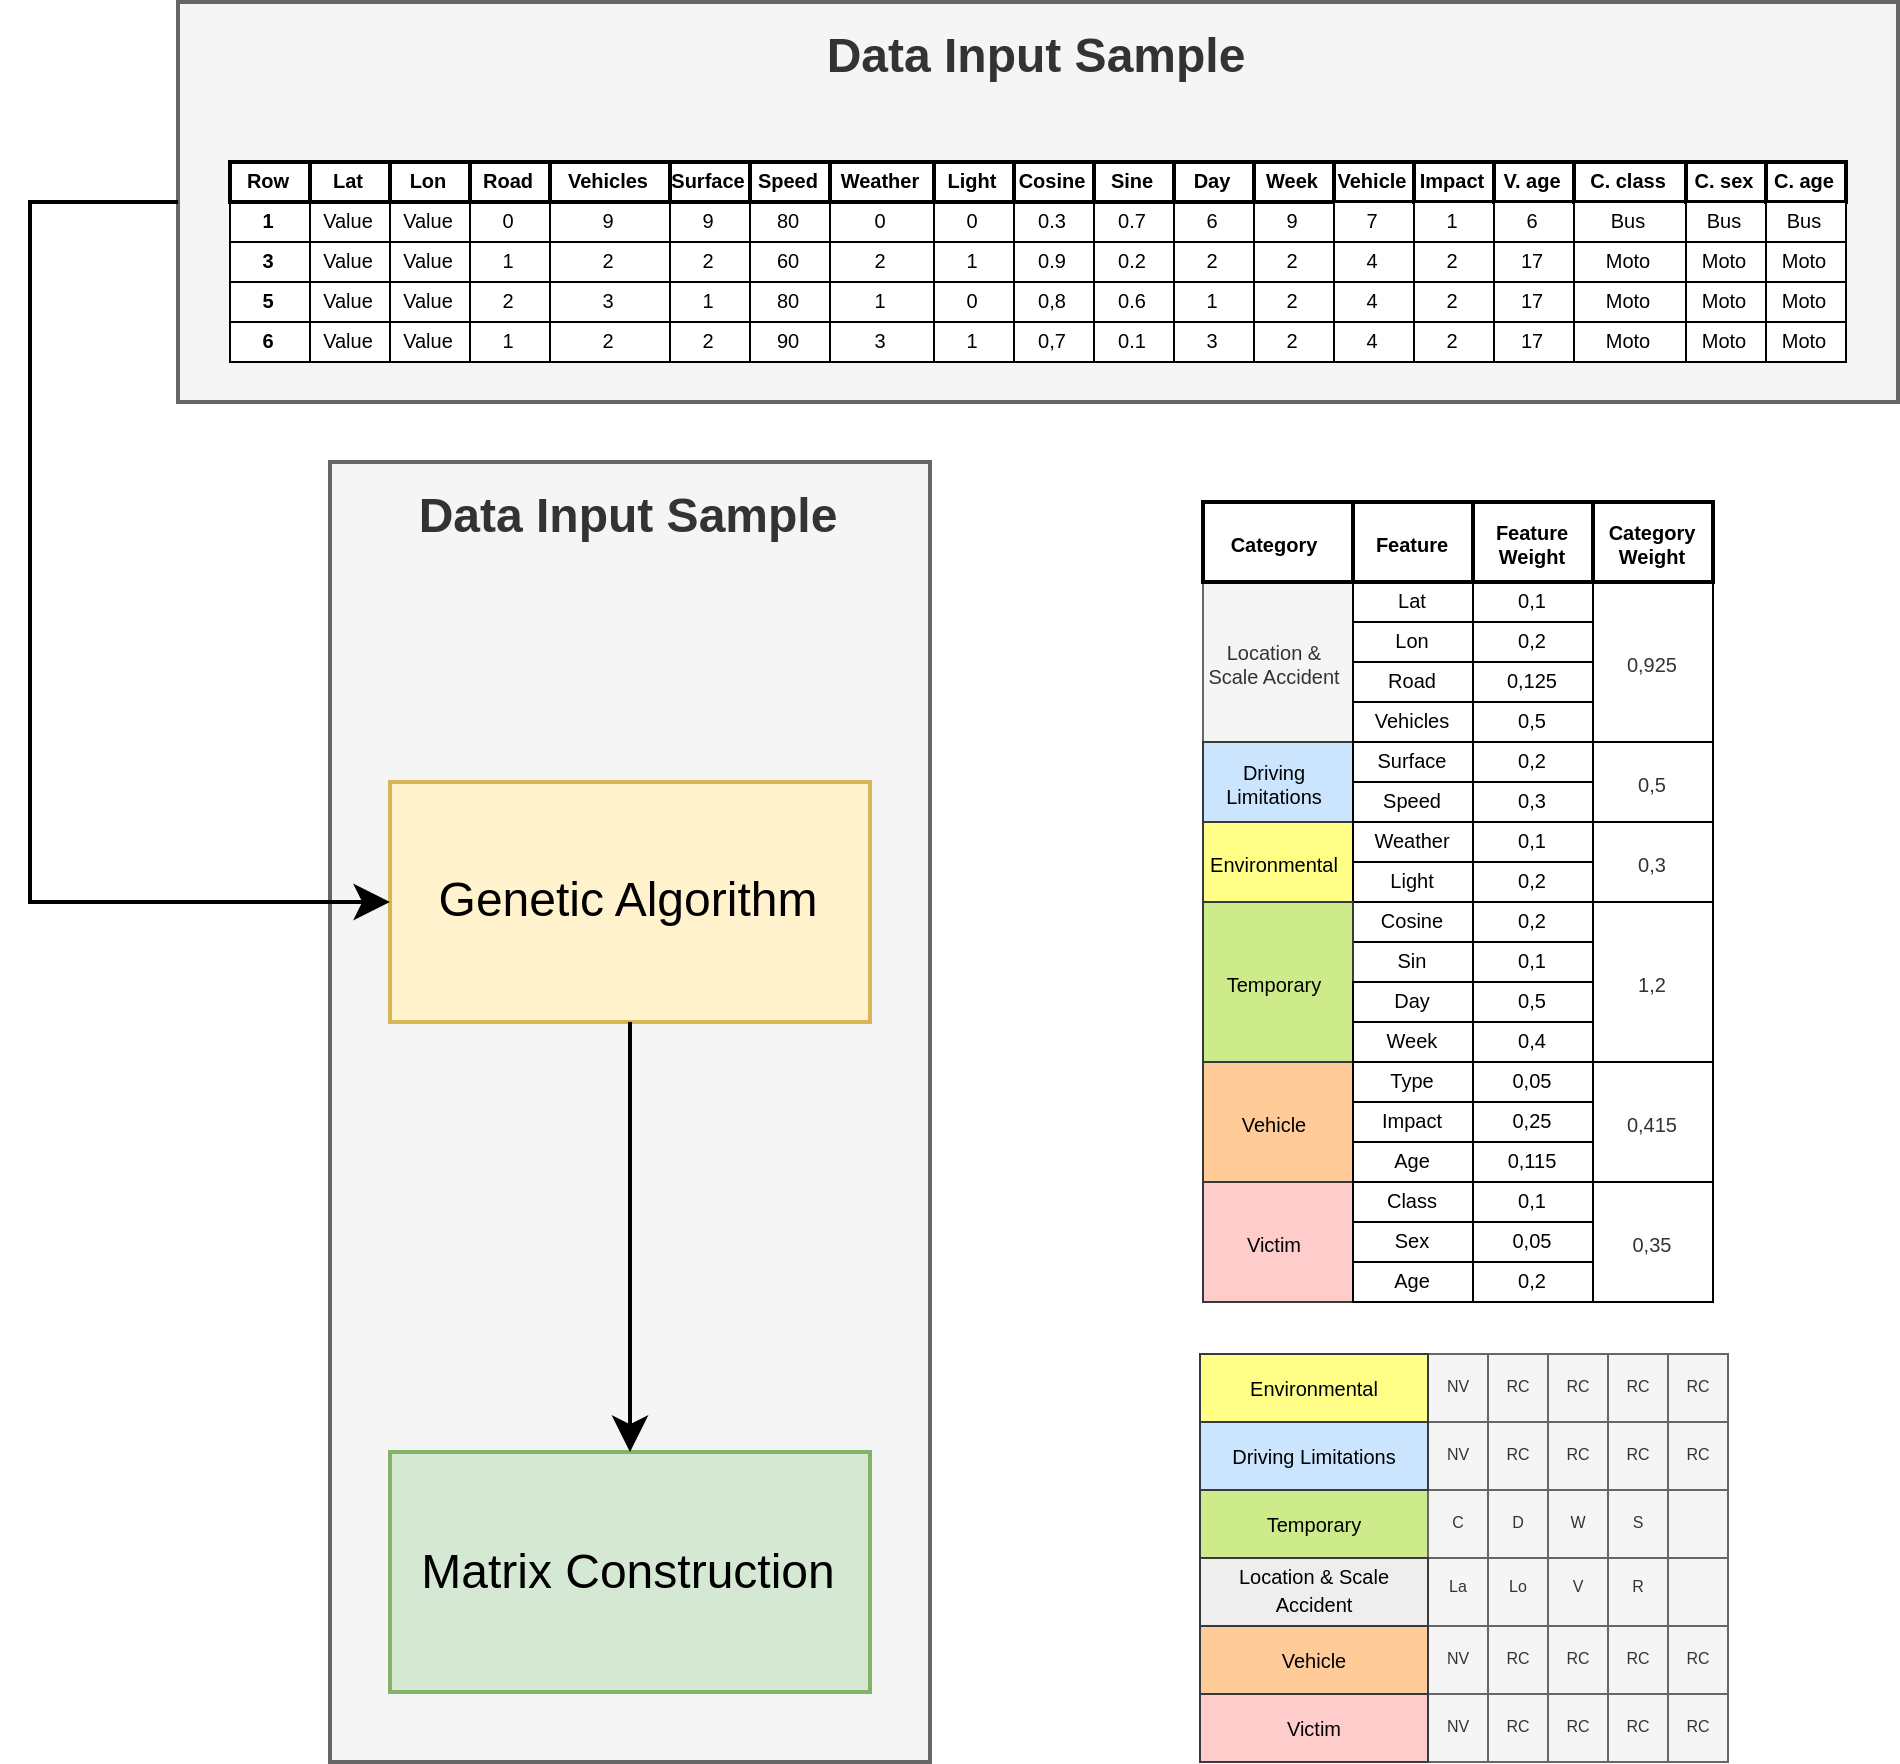 Data Input Sample
Row Lat Lon Road Vehicles Surface Speed Weather Light Cosine Sine Day Week Vehicle Impact V. age C. class C. sex C. age
1 Value Value 0 9 9 80 0 0 0.3 0.7 6 9 7 1 6 Bus Bus Bus
3 Value Value 1 2 2 60 2 1 0.9 0.2 2 2 4 2 17 Moto Moto Moto
5 Value Value 2 3 1 80 1 0 0,8 0.6 1 2 4 2 17 Moto Moto Moto
6 Value Value 1 2 2 90 3 1 0,7 0.1 3 2 4 2 17 Moto Moto Moto
Data Input Sample
Genetic Algorithm
Matrix Construction
Category Feature Feature Weight Category Weight
Location & Scale Accident Lat 0,1 0,925
Lon 0,2
Road 0,125
Vehicles 0,5
Driving Limitations Surface 0,2 0,5
Speed 0,3
Environmental Weather 0,1 0,3
Light 0,2
Temporary Cosine 0,2 1,2
Sin 0,1
Day 0,5
Week 0,4
Vehicle Type 0,05 0,415
Impact 0,25
Age 0,115
Victim Class 0,1 0,35
Sex 0,05
Age 0,2
Environmental NV RC RC RC RC
Driving Limitations NV RC RC RC RC
Temporary C D W S
Location & Scale Accident La Lo V R
Vehicle NV RC RC RC RC
Victim NV RC RC RC RC